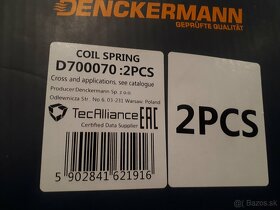 DENCKERMANN
GEPRÜFTE QUALITÄT
COIL SPRING
D700070 :2PCS
Cross and applications, see catalogue
Producer Denckermann Sp. z o.o.
Odlewnicza Str. No.6, 03-231 Warsaw, Poland
TecAlliance EAC
Certified Data Supplier
5 902841 621916
2PCS
bazar.sk